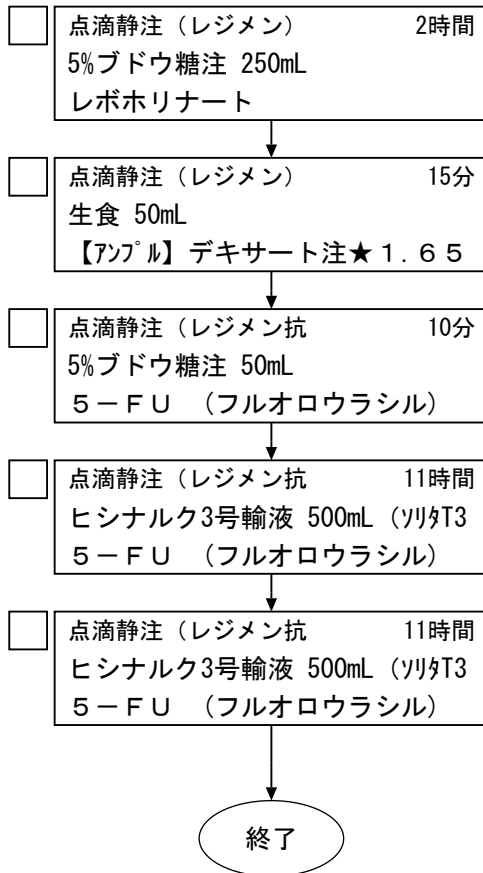 点滴静注（レジメン） 2時間
5%ブドウ糖注 250mL
レボホリナート
点滴静注（レジメン） 15分
生食 50mL
【ｱﾝﾌﾟﾙ】デキサート注★１.６５
点滴静注（レジメン抗 10分
5%ブドウ糖注 50mL
５－ＦＵ （フルオロウラシル）
点滴静注（レジメン抗 11時間
ヒシナルク3号輸液 500mL（ｿﾘﾀT3
５－ＦＵ （フルオロウラシル）
点滴静注（レジメン抗 11時間
ヒシナルク3号輸液 500mL（ｿﾘﾀT3
５－ＦＵ （フルオロウラシル）
終了